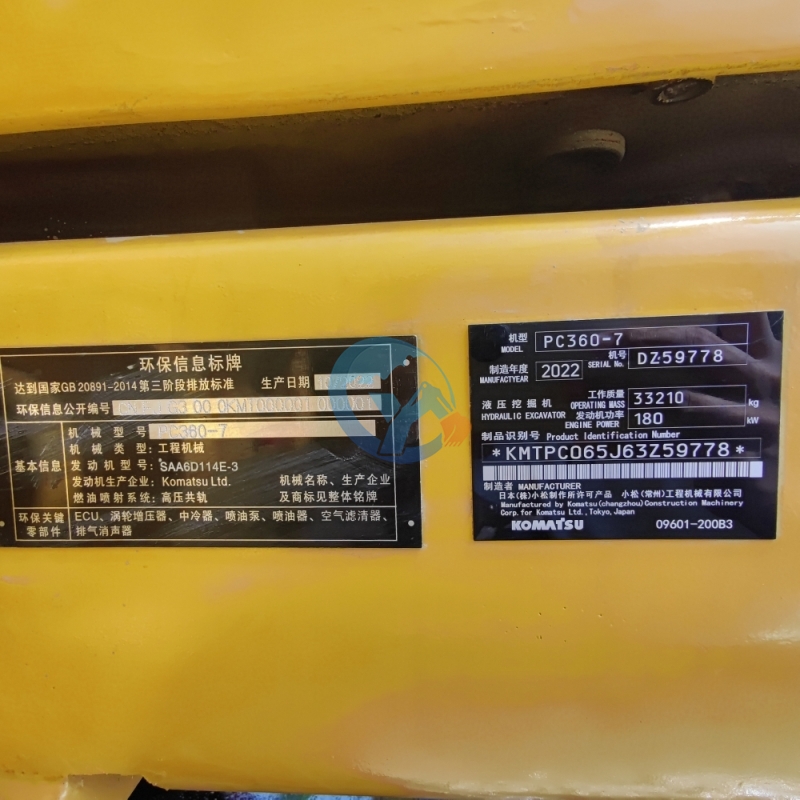 环保信息标牌
达到国家GB 20891-2014 第三阶段排放标准 生产日期
环保信息公开编号
机械型号: PC360-7
机械类型: 工程机械
基本信息 发动机型号: SAA6D114E-3 机械名称、生产企业
发动机生产企业: Komatsu Ltd. 及商标见整体铭牌
燃油喷射系统: 高压共轨
环保关键零部件 ECU、涡轮增压器、中冷器、喷油泵、喷油器、空气滤清器、
排气消声器
机型
MODEL PC360-7
机号
SERIAL No. DZ59778
制造年度
MANUFACTYEAR 2022
液压挖掘机
HYDRAULIC EXCAVATOR
工作质量
OPERATING MASS 33210 kg
发动机功率
ENGINE POWER 180 kW
制品识别号 Product Identification Number
*KMTPC065J63Z59778*
制造者 MANUFACTURER
日本(株)小松制作所许可产品 小松(常州)工程机械有限公司
Manufactured by Komatsu(changzhou)Construction Machinery
Corp.for Komatsu Ltd.,Tokyo,Japan
KOMATSU 09601-200B3